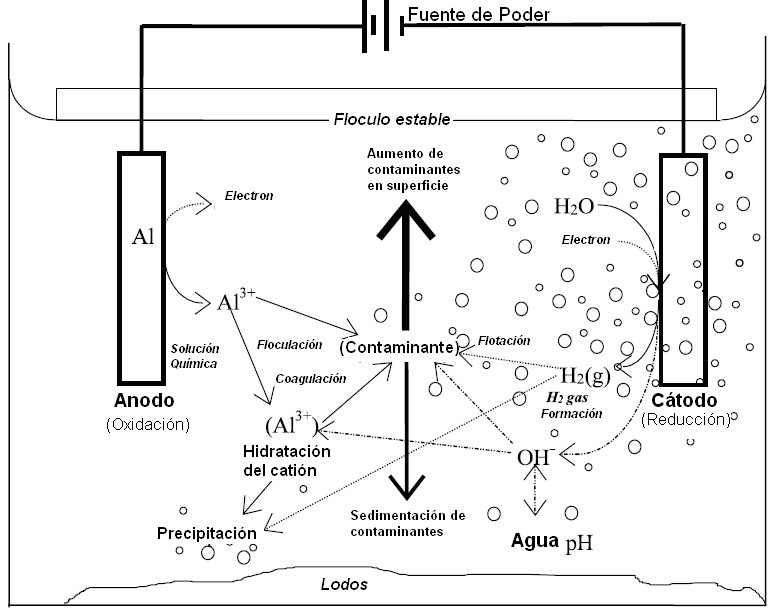 Fuente de Poder
Floculo estable
Aumento de
contaminantes
en superficie
Electron
H2O
Al
Electron
Al3+
Solución
Química
Floculación
(Contaminante)
Flotación
Coagulación
H2(g)
H2 gas
Formación
Anodo
(Oxidación)
Cátodo
(Reducción)
(Al3+)
Hidratación
del catión
OH-
Sedimentación de
contaminantes
Precipitación
Agua pH
Lodos